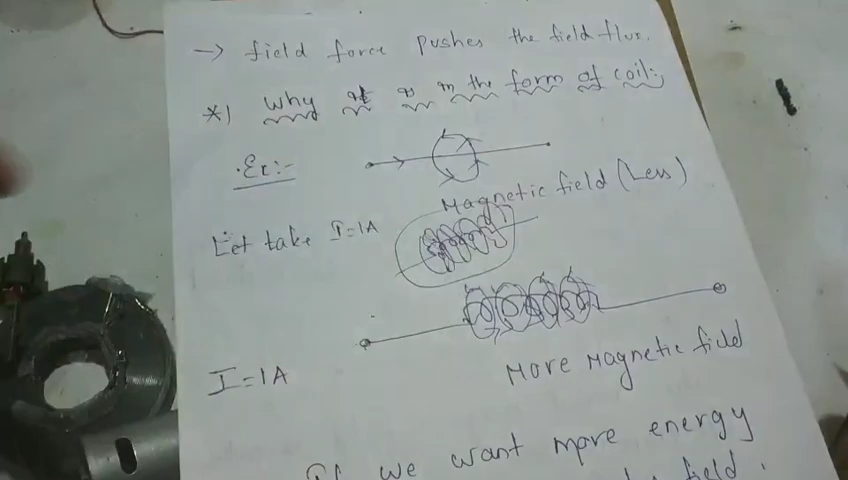 → field force pushes the field flux.
*) Why it is in the form of coil:
Ex:-
Magnetic field (Less)
Let take I=1A
I=1A
More Magnetic field
If we want more energy
field.